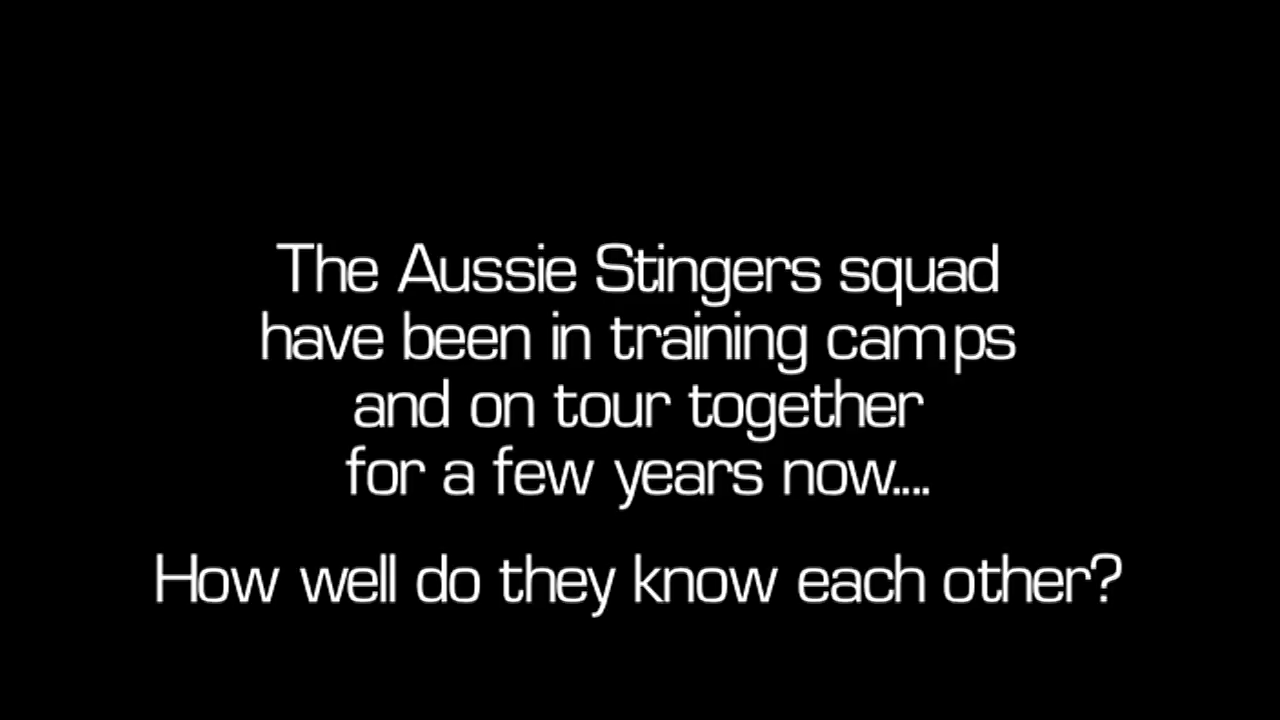 The Aussie Stingers squad
have been in training camps
and on tour together
for a few years now....
How well do they know each other?